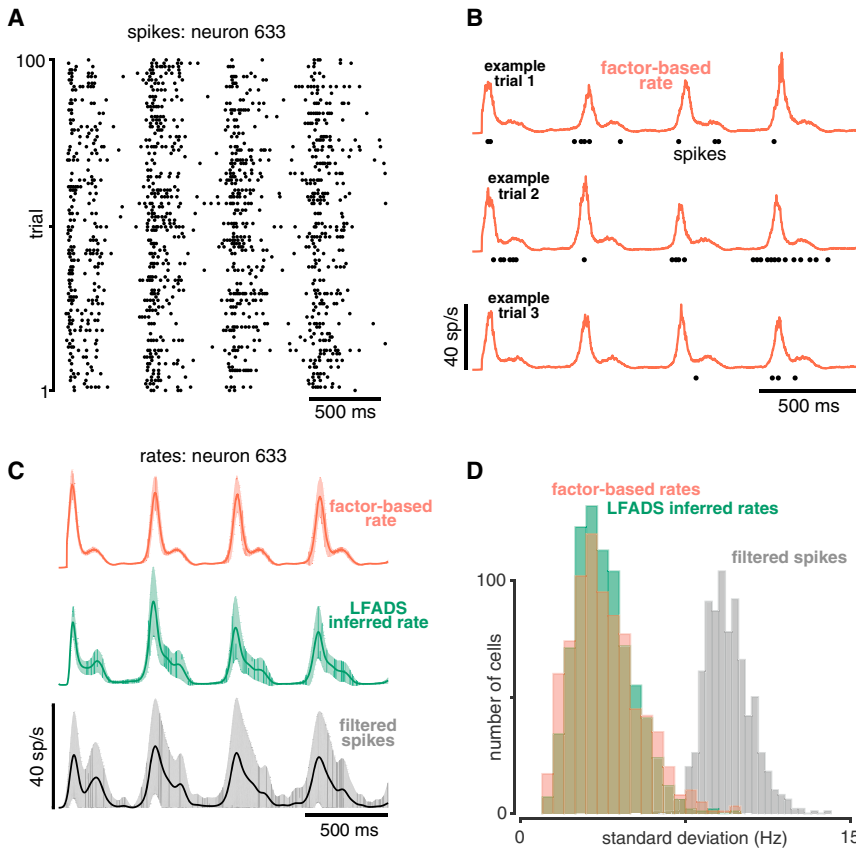 A
spikes: neuron 633
100
trial
1
500 ms
B
example
trial 1
factor-based
rate
spikes
example
trial 2
example
trial 3
40 sp/s
500 ms
C
rates: neuron 633
factor-based
rate
LFADS
inferred rate
filtered
spikes
40 sp/s
500 ms
D
factor-based rates
LFADS inferred rates
filtered spikes
100
number of cells
0
0
standard deviation (Hz)
15